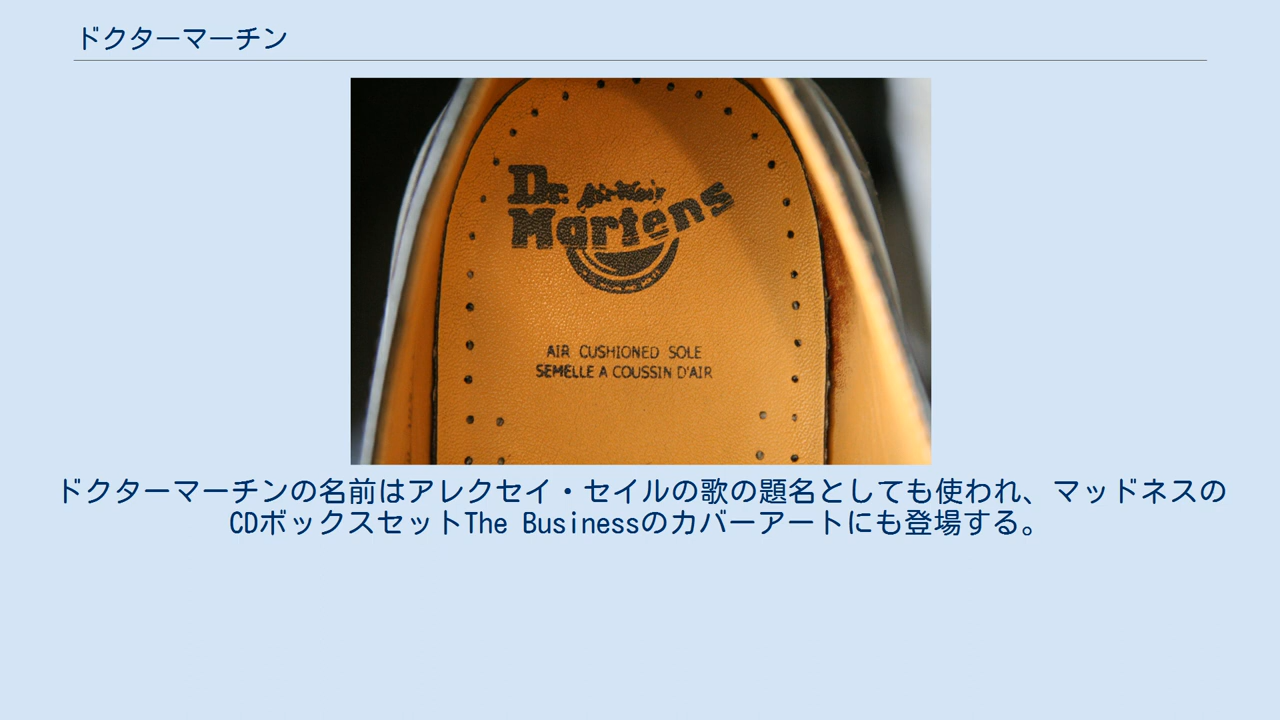 ドクターマーチン
Dr. Air Wair
Martens
AIR CUSHIONED SOLE
SEMELLE A COUSSIN D'AIR
ドクターマーチンの名前はアレクセイ・セイルの歌の題名としても使われ、マッドネスの
CDボックスセットThe Businessのカバーアートにも登場する。